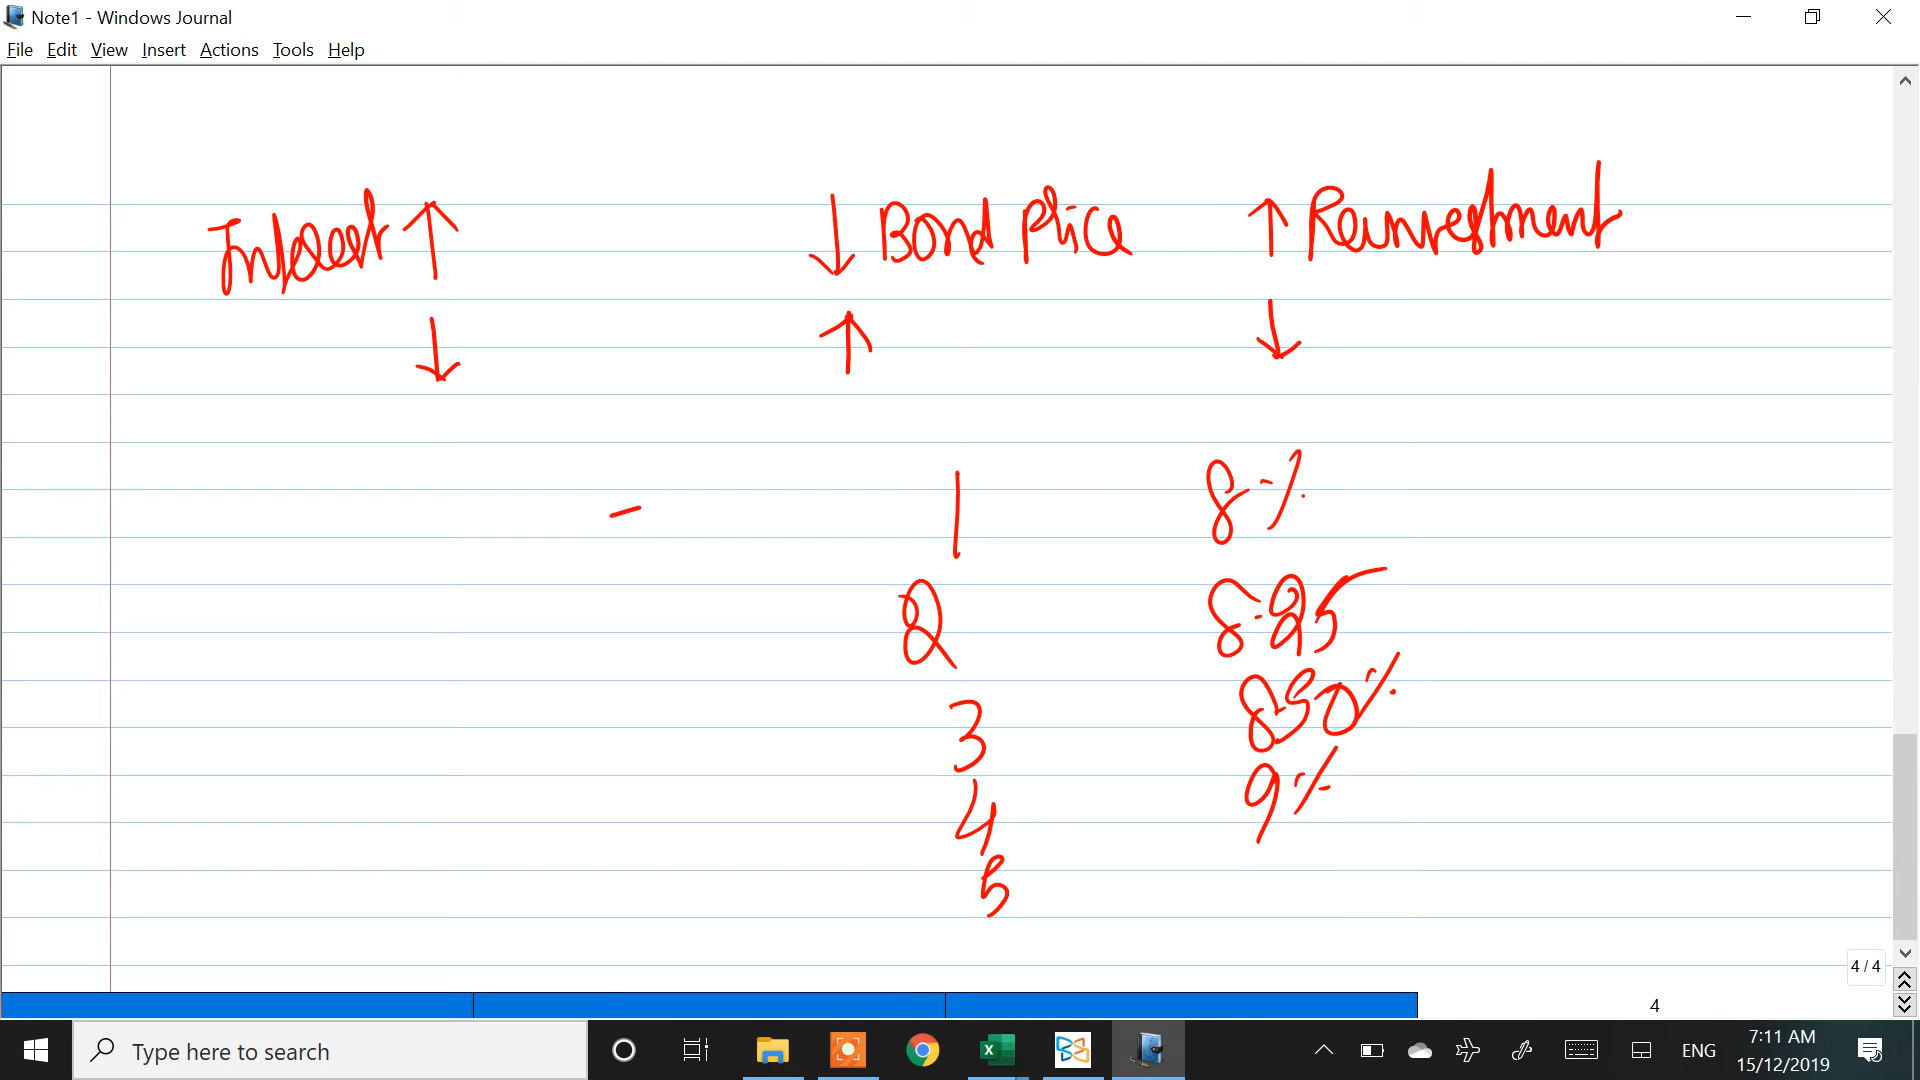 Note1 - Windows Journal
File Edit View Insert Actions Tools Help
Interest ↑ ↓ Bond Price ↑ Reinvestment
↓ ↑ ↓
- 1 8%
2 8.25
3 8.50%
4 9%
5
4 / 4
4
Type here to search
ENG
7:11 AM
15/12/2019